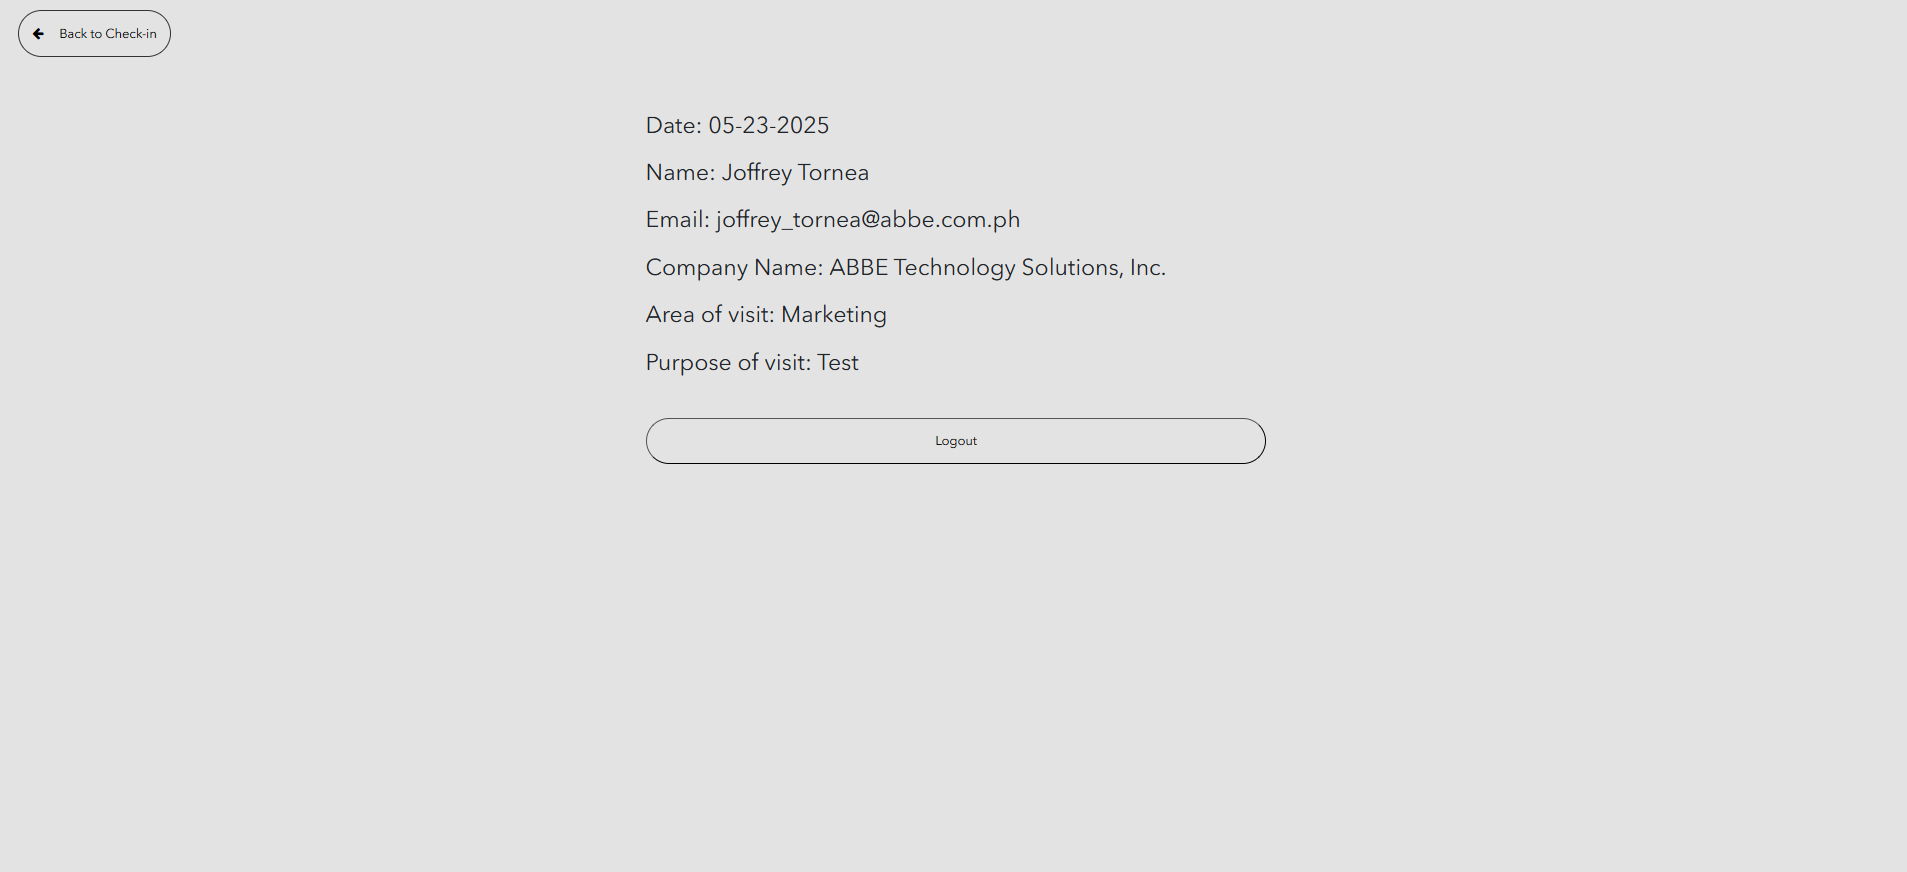 Back to Check-in
Date: 05-23-2025
Name: Joffrey Tornea
Email: joffrey_tornea@abbe.com.ph
Company Name: ABBE Technology Solutions, Inc.
Area of visit: Marketing
Purpose of visit: Test
Logout